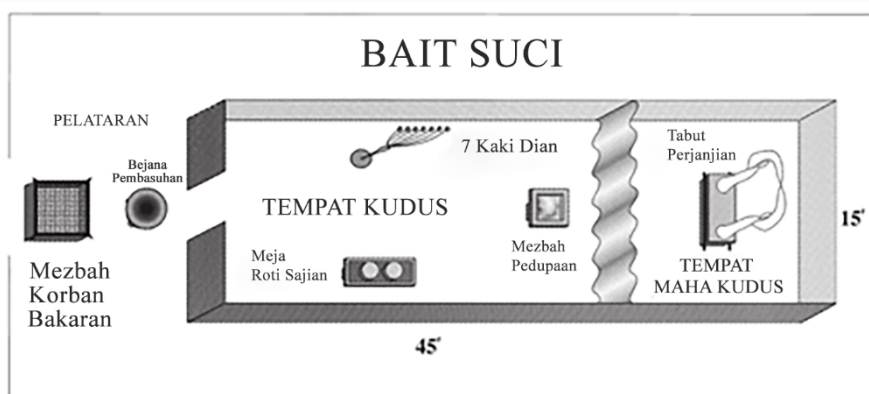 BAIT SUCI
PELATARAN
Bejana
Pembasuhan
Mezbah
Korban
Bakaran
7 Kaki Dian
TEMPAT KUDUS
Meja
Roti Sajian
Mezbah
Pedupaan
Tabut
Perjanjian
TEMPAT
MAHA KUDUS
15'
45'